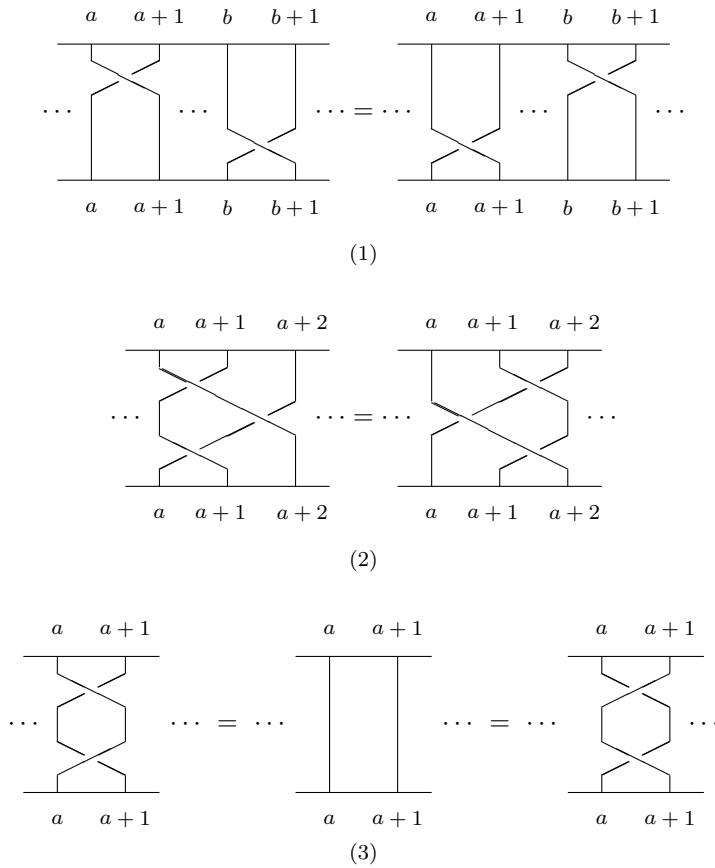 a a + 1 b b + 1 a a + 1 b b + 1
··· ··· ··· = ··· ··· ···
a a + 1 b b + 1 a a + 1 b b + 1
(1)
a a + 1 a + 2 a a + 1 a + 2
··· ··· = ··· ···
a a + 1 a + 2 a a + 1 a + 2
(2)
a a + 1 a a + 1 a a + 1
··· ··· = ··· ··· = ··· ···
a a + 1 a a + 1 a a + 1
(3)